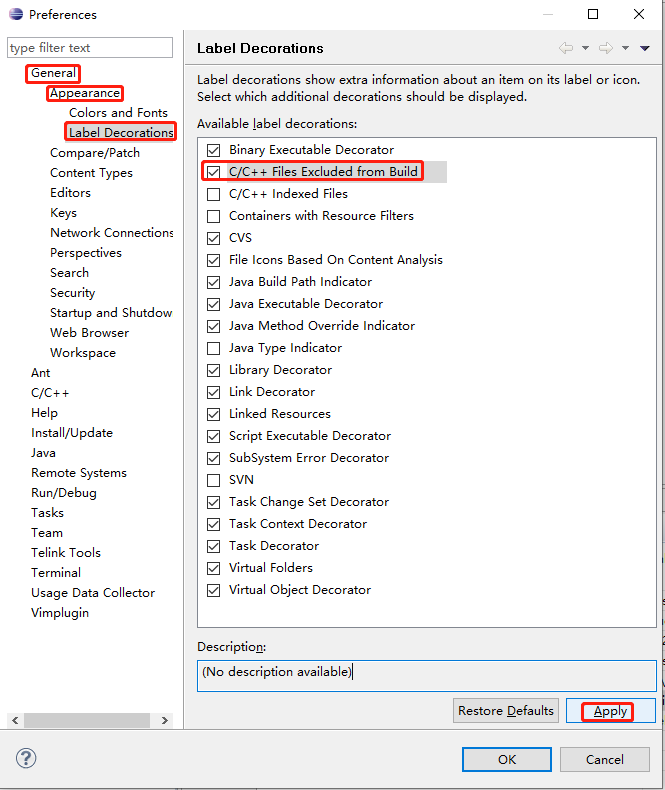 Preferences
type filter text
General
Appearance
Colors and Fonts
Label Decorations
Compare/Patch
Content Types
Editors
Keys
Network Connections
Perspectives
Search
Security
Startup and Shutdow
Web Browser
Workspace
Ant
C/C++
Help
Install/Update
Java
Remote Systems
Run/Debug
Tasks
Team
Telink Tools
Terminal
Usage Data Collector
Vimplugin
Label Decorations
Label decorations show extra information about an item on its label or icon.
Select which additional decorations should be displayed.
Available label decorations:
Binary Executable Decorator
C/C++ Files Excluded from Build
C/C++ Indexed Files
Containers with Resource Filters
CVS
File Icons Based On Content Analysis
Java Build Path Indicator
Java Executable Decorator
Java Method Override Indicator
Java Type Indicator
Library Decorator
Link Decorator
Linked Resources
Script Executable Decorator
SubSystem Error Decorator
SVN
Task Change Set Decorator
Task Context Decorator
Task Decorator
Virtual Folders
Virtual Object Decorator
Description:
(No description available)
Restore Defaults
Apply
?
OK
Cancel